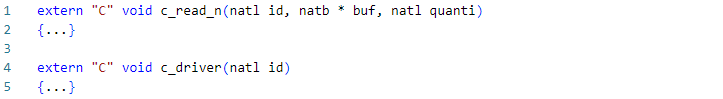 1 extern "C" void c_read_n(natl id, natb * buf, natl quanti)
2 {...}
3
4 extern "C" void c_driver(natl id)
5 {...}